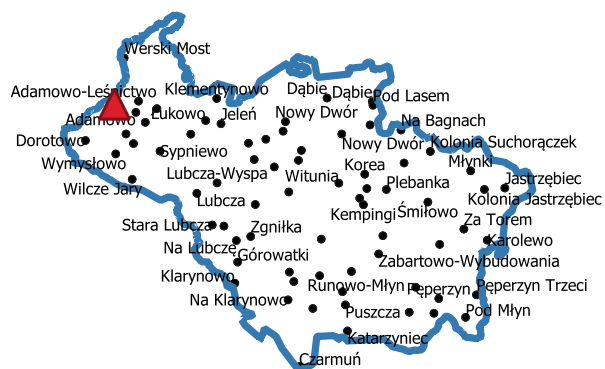 Werski Most
Adamowo-Leśnictwo
Klementynowo
Dąbie
Dąbie
Pod Lasem
Adamowo
Łukowo
Jeleń
Nowy Dwór
Na Bagnach
Dorotowo
Sypniewo
Nowy Dwór
Kolonia Suchorączek
Wymysłowo
Lubcza-Wyspa
Witunia
Korea
Młynki
Wilcze Jary
Lubcza
Plebanka
Jastrzębiec
Kolonia Jastrzębiec
Kempingi
Śmiłowo
Stara Lubcza
Zgniłka
Za Torem
Na Lubczę
Górowatki
Karolewo
Zabartowo-Wybudowania
Klarynowo
Runowo-Młyn
Pęperzyn
Pęperzyn Trzeci
Na Klarynowo
Puszcza
Pod Młyn
Katarzyniec
Czarmuń